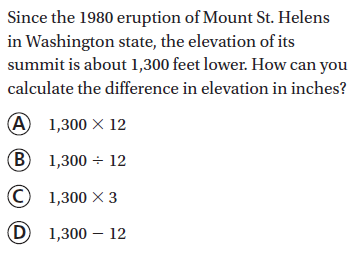 Since the 1980 eruption of Mount St. Helens
in Washington state, the elevation of its
summit is about 1,300 feet lower. How can you
calculate the difference in elevation in inches?
A 1,300 × 12
B 1,300 ÷ 12
C 1,300 × 3
D 1,300 − 12